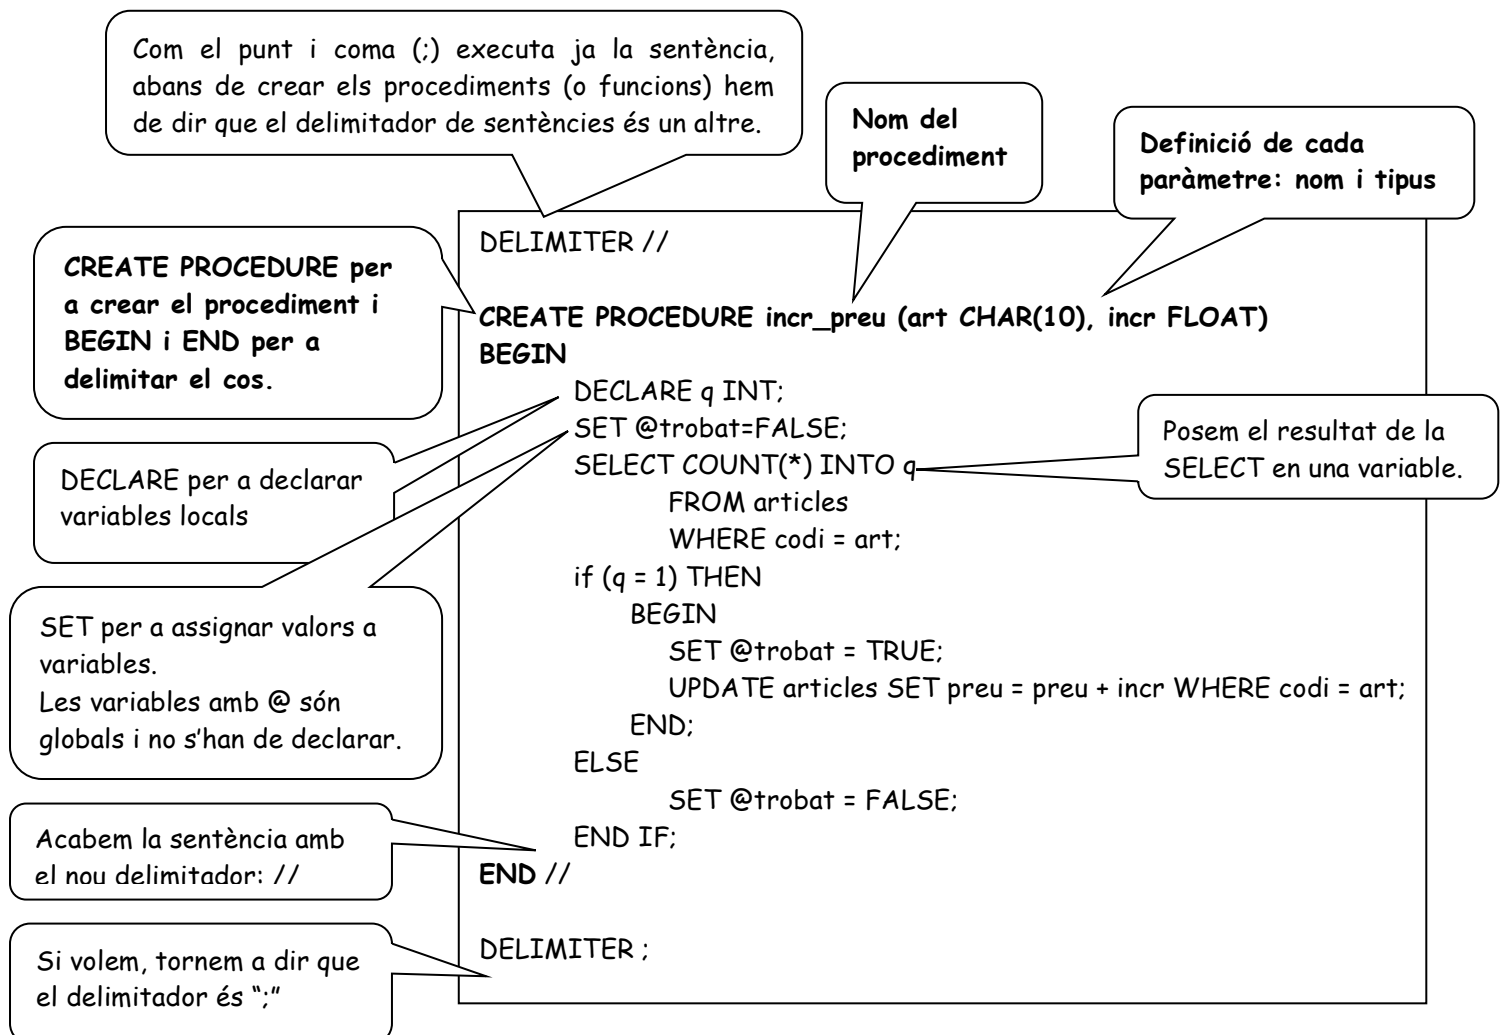 Com el punt i coma (;) executa ja la sentència,
abans de crear els procediments (o funcions) hem
de dir que el delimitador de sentències és un altre.
Nom del
procediment
Definició de cada
paràmetre: nom i tipus
CREATE PROCEDURE per
a crear el procediment i
BEGIN i END per a
delimitar el cos.
DECLARE per a declarar
variables locals
SET per a assignar valors a
variables.
Les variables amb @ són
globals i no s'han de declarar.
Acabem la sentència amb
el nou delimitador: //
Si volem, tornem a dir que
el delimitador és “;”
DELIMITER //
CREATE PROCEDURE incr_preu (art CHAR(10), incr FLOAT)
BEGIN
DECLARE q INT;
SET @trobat=FALSE;
SELECT COUNT(*) INTO q
FROM articles
WHERE codi = art;
if (q = 1) THEN
BEGIN
SET @trobat = TRUE;
UPDATE articles SET preu = preu + incr WHERE codi = art;
END;
ELSE
SET @trobat = FALSE;
END IF;
END //
DELIMITER ;
Posem el resultat de la
SELECT en una variable.